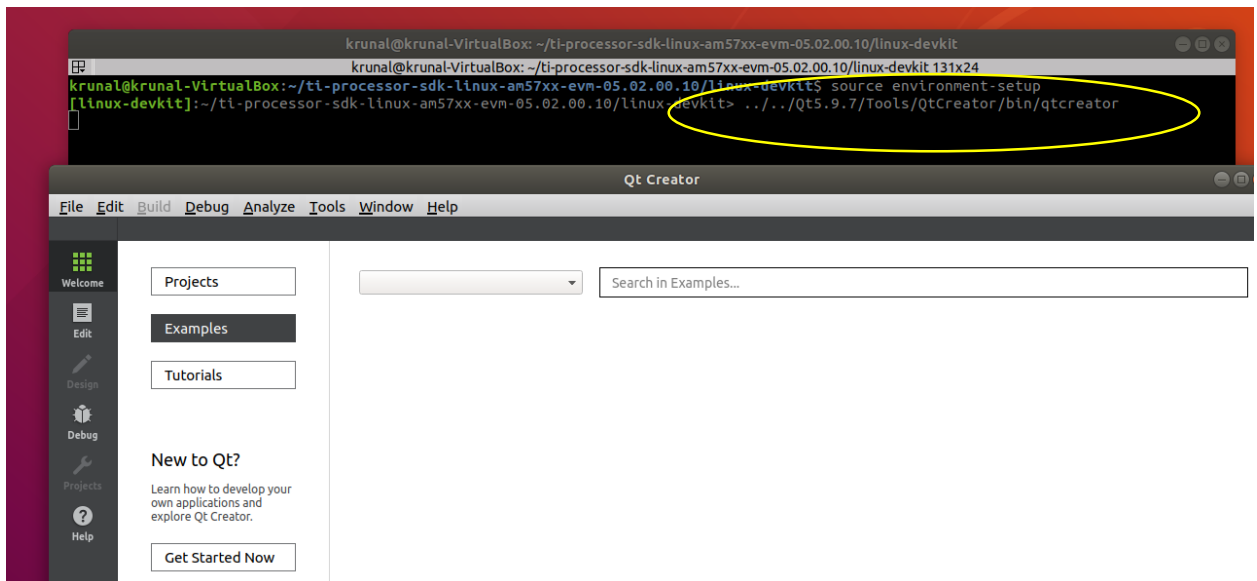 krunal@krunal-VirtualBox: ~/ti-processor-sdk-linux-am57xx-evm-05.02.00.10/linux-devkit
krunal@krunal-VirtualBox: ~/ti-processor-sdk-linux-am57xx-evm-05.02.00.10/linux-devkit 131x24
krunal@krunal-VirtualBox:~/ti-processor-sdk-linux-am57xx-evm-05.02.00.10/linux-devkit$ source environment-setup
[linux-devkit]:~/ti-processor-sdk-linux-am57xx-evm-05.02.00.10/linux-devkit> ../../Qt5.9.7/Tools/QtCreator/bin/qtcreator
Qt Creator
File Edit Build Debug Analyze Tools Window Help
Welcome
Edit
Design
Debug
Projects
Help
Projects
Examples
Tutorials
New to Qt?
Learn how to develop your
own applications and
explore Qt Creator.
Get Started Now
Search in Examples...